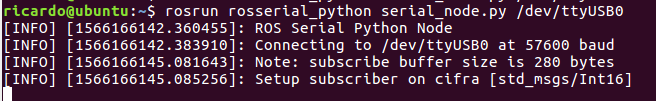 ricardo@ubuntu:~$ rosrun rosserial_python serial_node.py /dev/ttyUSB0
[INFO] [1566166142.360455]: ROS Serial Python Node
[INFO] [1566166142.383910]: Connecting to /dev/ttyUSB0 at 57600 baud
[INFO] [1566166145.081643]: Note: subscribe buffer size is 280 bytes
[INFO] [1566166145.085256]: Setup subscriber on cifra [std_msgs/Int16]